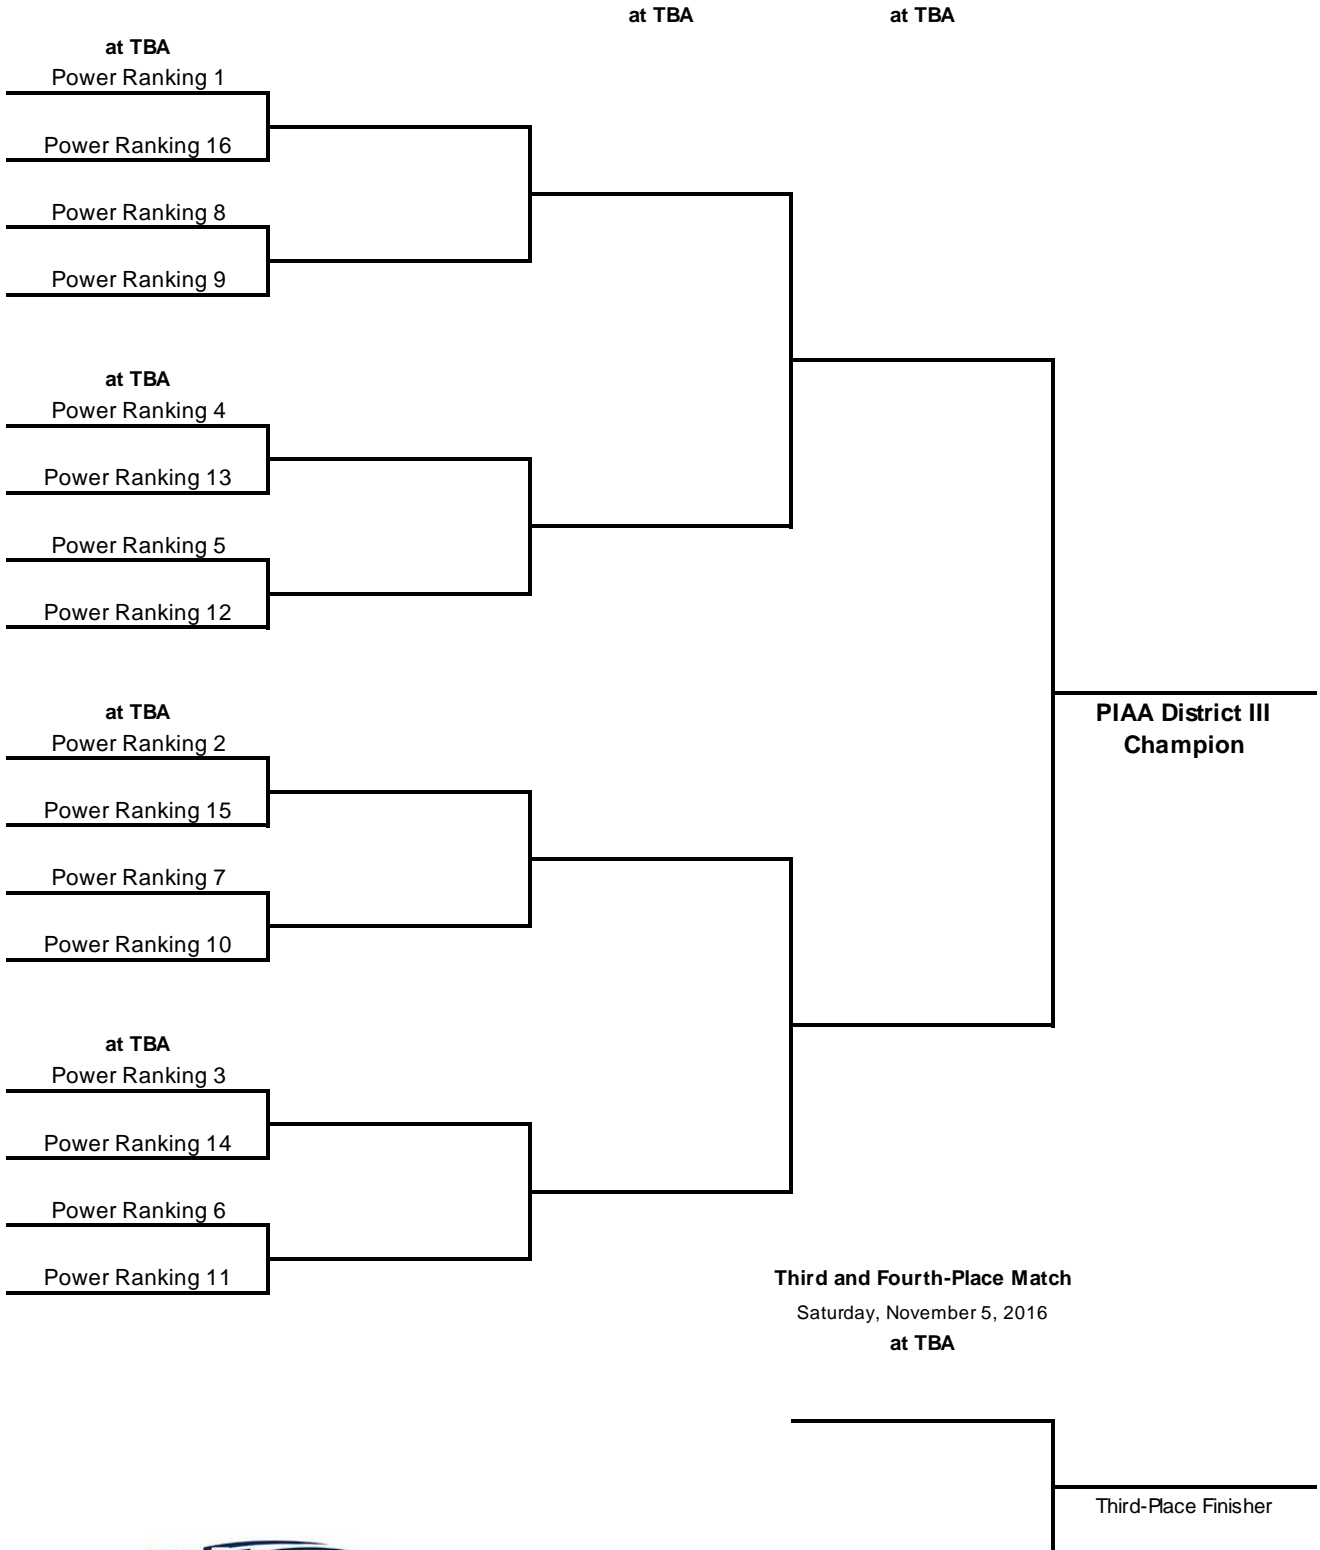 at TBA
at TBA
at TBA
Power Ranking 1
Power Ranking 16
Power Ranking 8
Power Ranking 9
at TBA
Power Ranking 4
Power Ranking 13
Power Ranking 5
Power Ranking 12
at TBA
Power Ranking 2
Power Ranking 15
Power Ranking 7
Power Ranking 10
at TBA
Power Ranking 3
Power Ranking 14
Power Ranking 6
Power Ranking 11
PIAA District III
Champion
Third and Fourth-Place Match
Saturday, November 5, 2016
at TBA
Third-Place Finisher